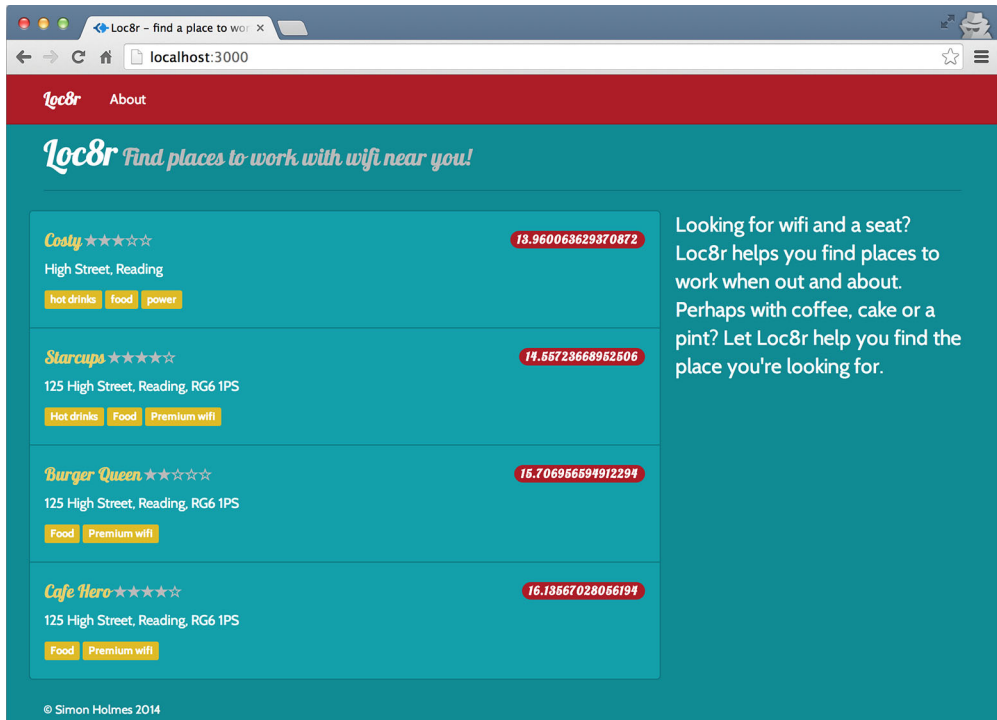 Loc8r - find a place to wor
localhost:3000
Loc8r About
Loc8r Find places to work with wifi near you!
Costy ★★★☆☆ 13.960063629370872
High Street, Reading
hot drinks food power
Starcups ★★★★☆ 14.55723668952506
125 High Street, Reading, RG6 1PS
Hot drinks Food Premium wifi
Burger Queen ★★☆☆☆ 15.706956594912294
125 High Street, Reading, RG6 1PS
Food Premium wifi
Cafe Hero ★★★★☆ 16.13567028056194
125 High Street, Reading, RG6 1PS
Food Premium wifi
Looking for wifi and a seat?
Loc8r helps you find places to
work when out and about.
Perhaps with coffee, cake or a
pint? Let Loc8r help you find the
place you're looking for.
© Simon Holmes 2014